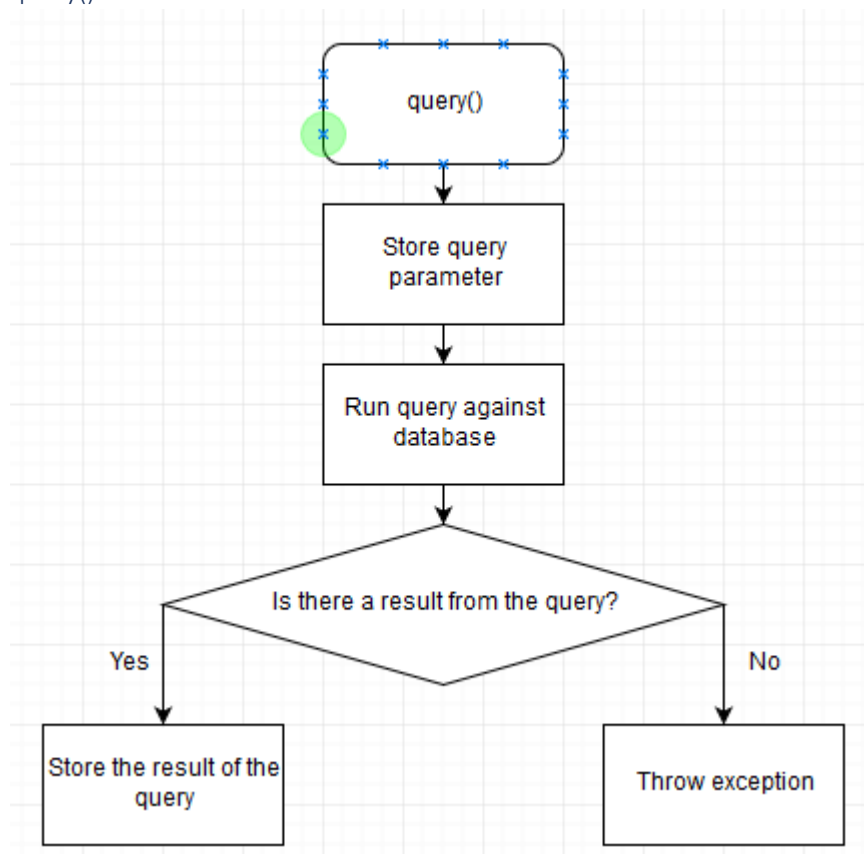 query()
Store query
parameter
Run query against
database
Is there a result from the query?
Yes
No
Store the result of the
query
Throw exception